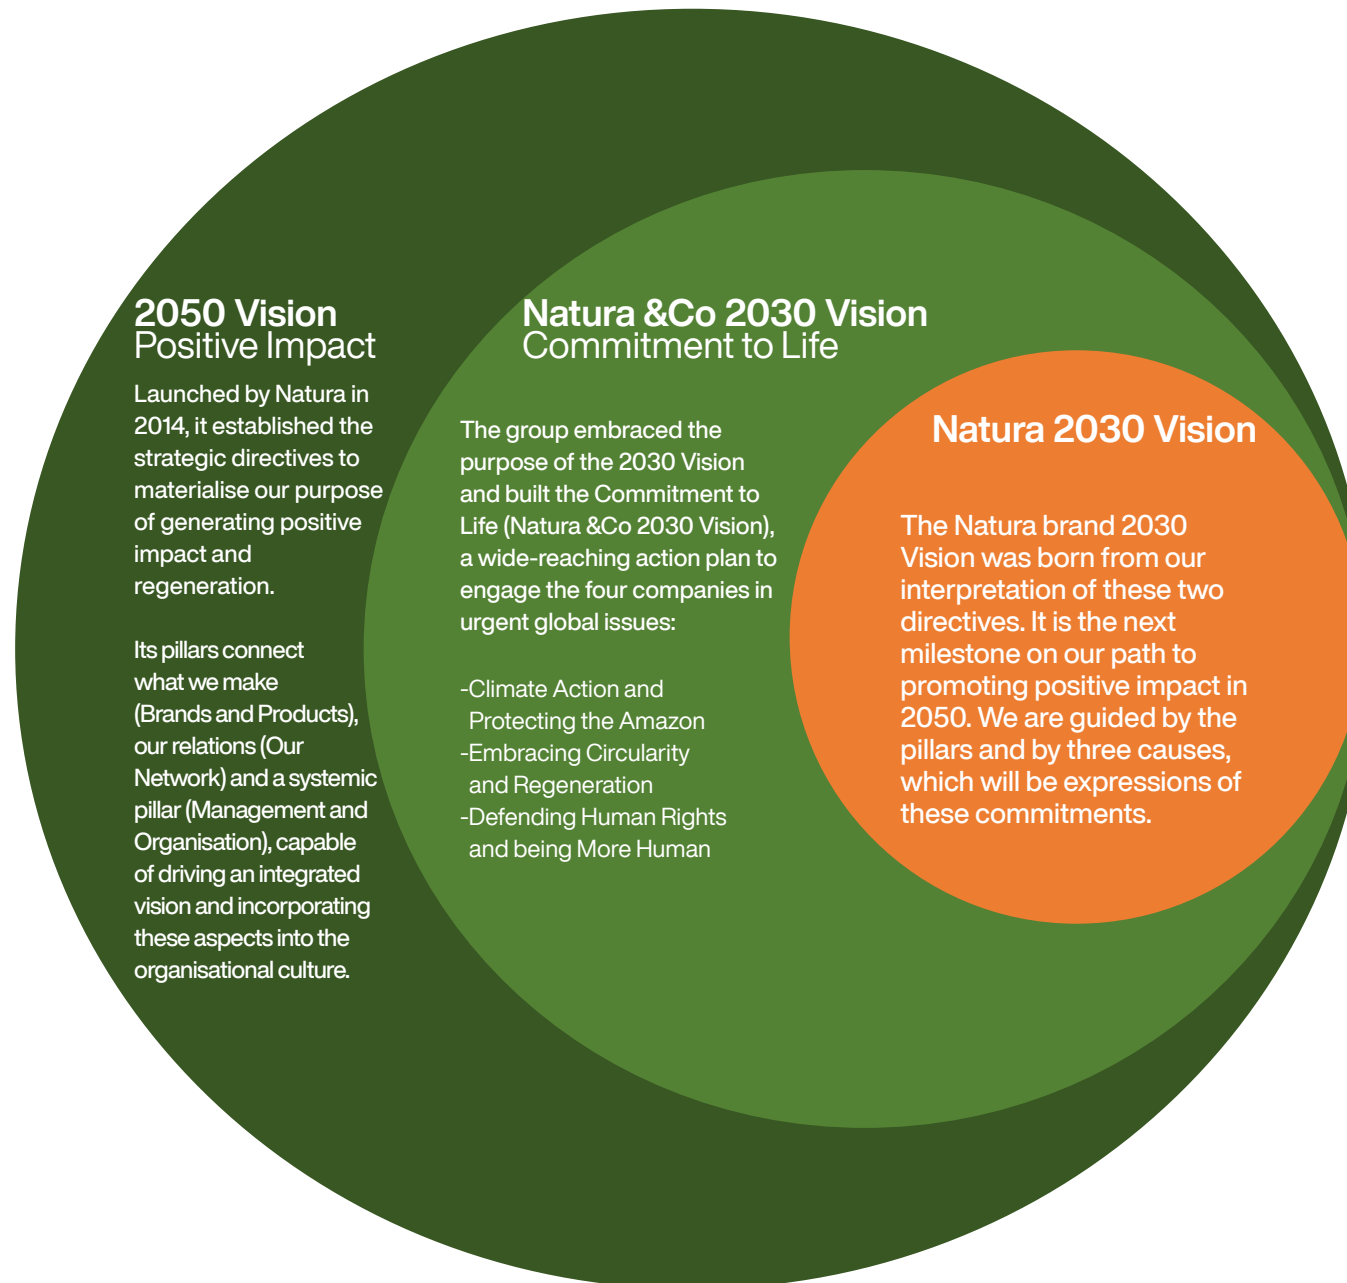 2050 Vision
Positive Impact
Launched by Natura in
2014, it established the
strategic directives to
materialise our purpose
of generating positive
impact and
regeneration.
Its pillars connect
what we make
(Brands and Products),
our relations (Our
Network) and a systemic
pillar (Management and
Organisation), capable
of driving an integrated
vision and incorporating
these aspects into the
organisational culture.
Natura &Co 2030 Vision
Commitment to Life
The group embraced the
purpose of the 2030 Vision
and built the Commitment to
Life (Natura &Co 2030 Vision),
a wide-reaching action plan to
engage the four companies in
urgent global issues:
-Climate Action and
Protecting the Amazon
-Embracing Circularity
and Regeneration
-Defending Human Rights
and being More Human
Natura 2030 Vision
The Natura brand 2030
Vision was born from our
interpretation of these two
directives. It is the next
milestone on our path to
promoting positive impact in
2050. We are guided by the
pillars and by three causes,
which will be expressions of
these commitments.